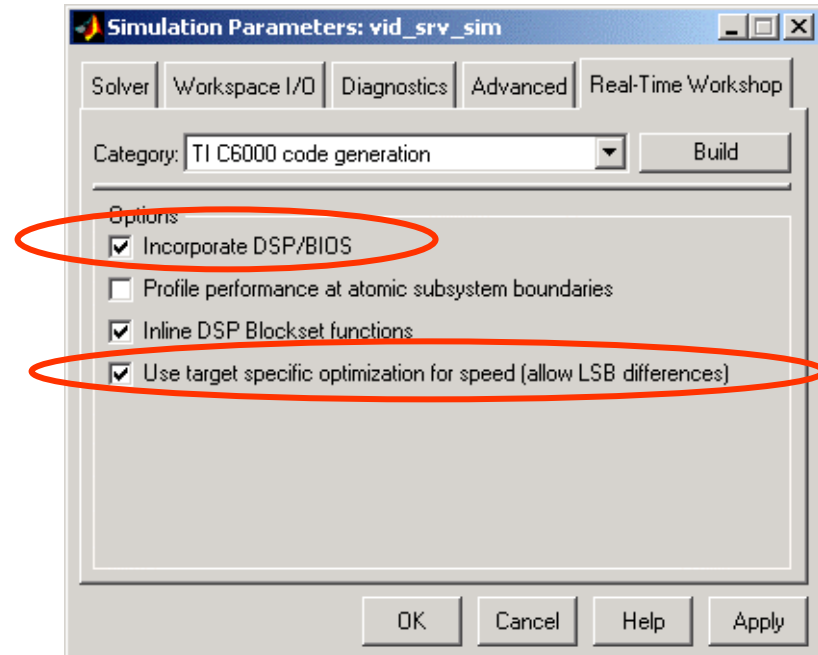 Simulation Parameters: vid_srv_sim
Solver Workspace I/O Diagnostics Advanced Real-Time Workshop
Category: TI C6000 code generation Build
Options
Incorporate DSP/BIOS
Profile performance at atomic subsystem boundaries
Inline DSP Blockset functions
Use target specific optimization for speed (allow LSB differences)
OK Cancel Help Apply